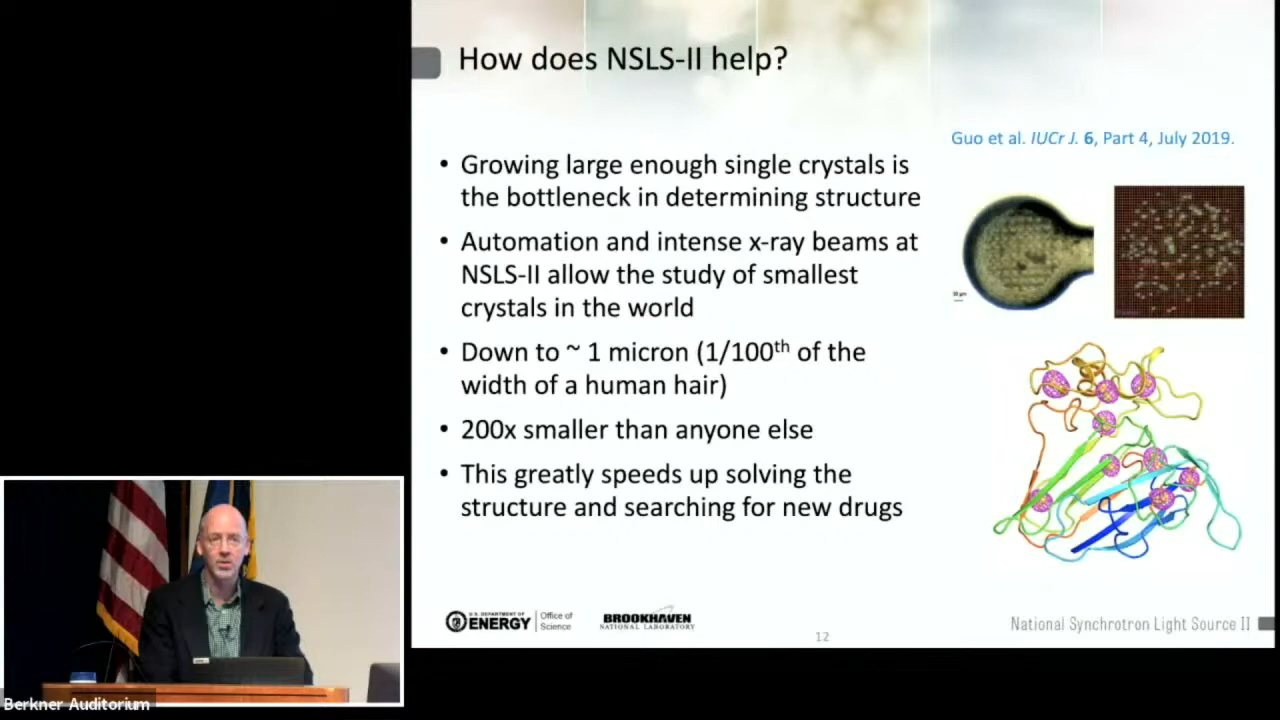 How does NSLS-II help?
Guo et al. IUCr J. 6, Part 4, July 2019.
• Growing large enough single crystals is
the bottleneck in determining structure
• Automation and intense x-ray beams at
NSLS-II allow the study of smallest
crystals in the world
• Down to ~ 1 micron (1/100th of the
width of a human hair)
• 200x smaller than anyone else
• This greatly speeds up solving the
structure and searching for new drugs
U.S. DEPARTMENT OF
ENERGY
Office of
Science
BROOKHAVEN
NATIONAL LABORATORY
12
National Synchrotron Light Source II
Berkner Auditorium